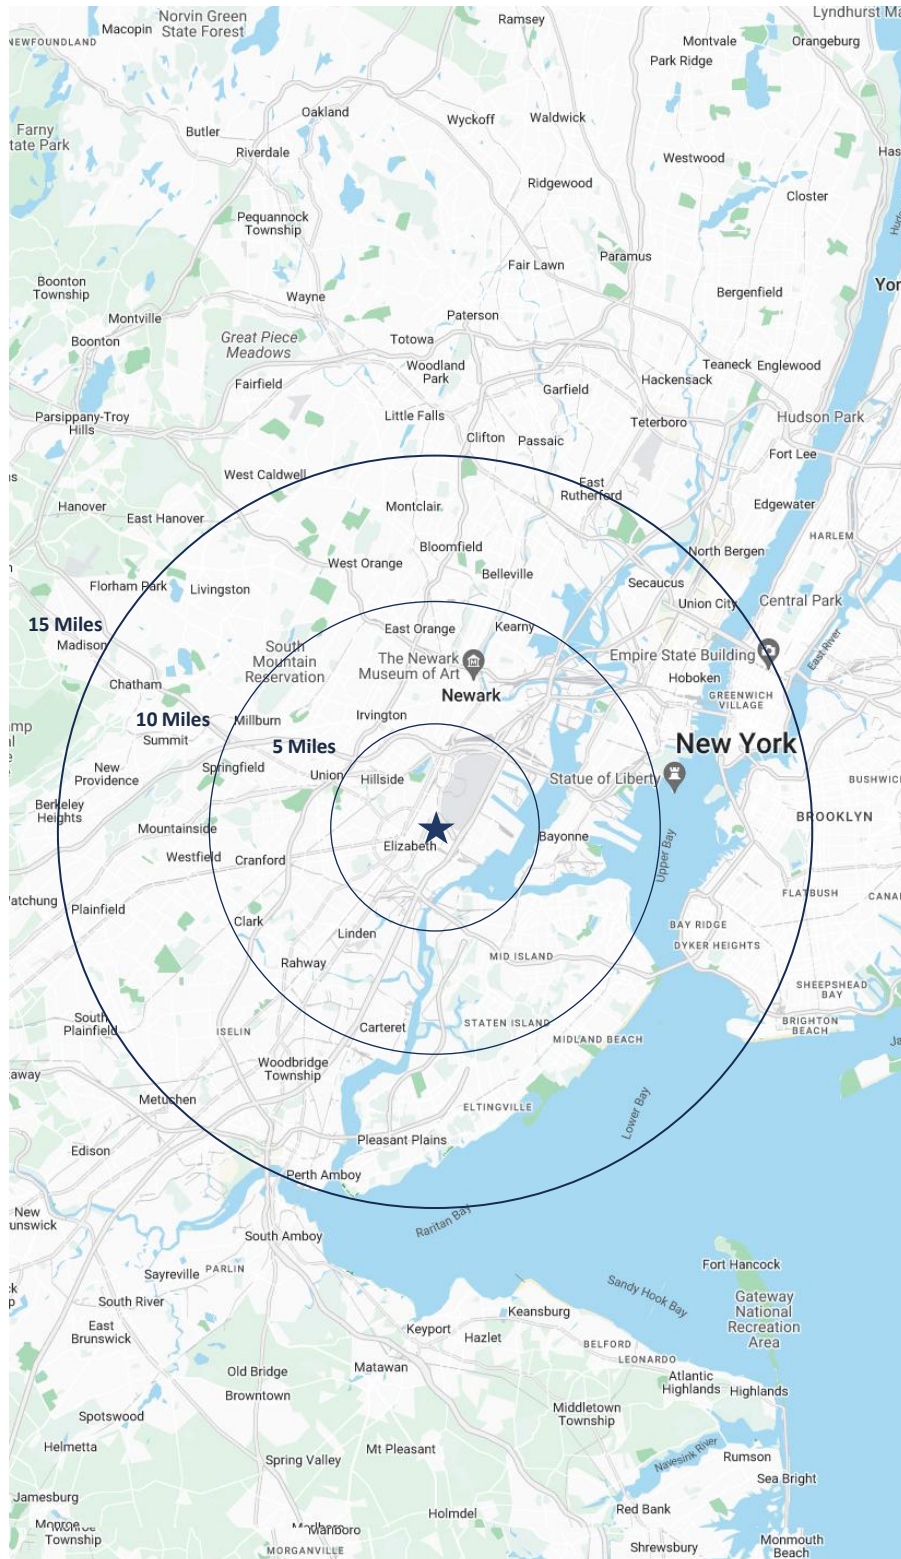 Norvin Green
State Forest
Macopin
NEWFOUNDLAND
Ramsey
Montvale
Orangeburg
Park Ridge
Farny
Butler
Oakland
Wyckoff
Waldwick
Riverdale
Westwood
Ridgewood
Closter
Pequannock
Township
Fair Lawn
Paramus
Boonton
Township
Wayne
Bergenfield
Montville
Paterson
Boonton
Great Piece
Meadows
Totowa
Woodland
Park
Teaneck
Englewood
Fairfield
Hackensack
Garfield
Parsippany-Troy
Hills
Little Falls
Teterboro
Hudson Park
Clifton
Passaic
Fort Lee
West Caldwell
East
Rutherford
Hanover
East Hanover
Montclair
Edgewater
HARLEM
Bloomfield
North Bergen
West Orange
Belleville
Secaucus
Florham Park
Livingston
Union City
Central Park
15 Miles
Madison
East Orange
Kearny
East River
South
Mountain
Reservation
The Newark
Museum of Art
Empire State Building
Chatham
Hoboken
Newark
GREENWICH
VILLAGE
10 Miles
Millburn
Irvington
Summit
5 Miles
New York
New
Providence
Springfield
Union
Hillside
Statue of Liberty
Berkeley
Heights
Mountainside
Elizabeth
Bayonne
BROOKLYN
Westfield
Cranford
Upper Bay
FLATBUSH
Plainfield
Clark
BAY RIDGE
Linden
DYKER HEIGHTS
MID ISLAND
Rahway
SHEEPSHEAD
BAY
South
Plainfield
ISELIN
Carteret
STATEN ISLAND
BRIGHTON
BEACH
MIDLAND BEACH
Woodbridge
Township
Metuchen
ELTINGVILLE
Lower Bay
Edison
Pleasant Plains
Perth Amboy
New
Raritan Bay
South Amboy
Sayreville
PARLIN
Fort Hancock
South River
Sandy Hook Bay
Gateway
National
Recreation
Area
East
Brunswick
Keansburg
Keyport
Hazlet
BELFORD
LEONARDO
Old Bridge
Matawan
Atlantic
Highlands
Highlands
Browntown
Spotswood
Middletown
Township
Helmetta
Mt Pleasant
Navesink River
Spring Valley
Rumson
Sea Bright
Jamesburg
Holmdel
Red Bank
Monroe
Township
Manboro
MORGANVILLE
Shrewsbury
Monmouth
Beach